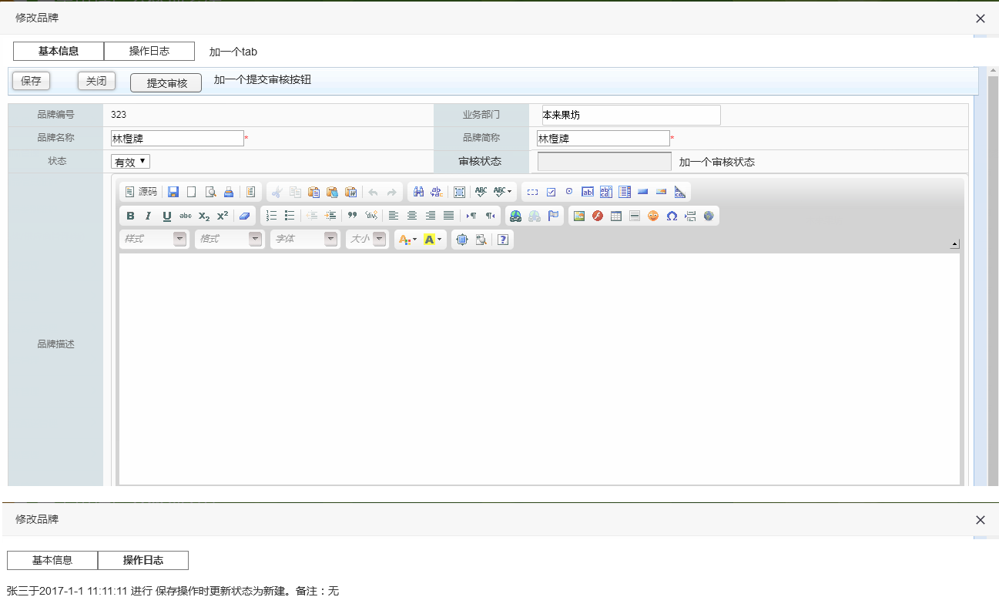 修改品牌
基本信息 操作日志 加一个tab
保存 关闭 提交审核 加一个提交审核按钮
品牌编号 323 业务部门 本来果坊
品牌名称 林橙牌 * 品牌简称 林橙牌 *
状态 有效 审核状态 加一个审核状态
源码 ABC ABC
B I U abc X₂ X²
样式 格式 字体 大小 A A ?
品牌描述
修改品牌
基本信息 操作日志
张三于2017-1-1 11:11:11 进行 保存操作时更新状态为新建。备注：无